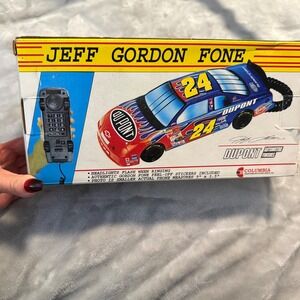 JEFF GORDON FONE
24
DUPONT
24
DUPONT
DUPONT
• HEADLIGHTS FLASH WHEN RINGING
• AUTHENTIC GORDON FONE PEEL-OFF STICKERS INCLUDED
• PHOTO IS SMALLER ACTUAL PHONE MEASURES
COLUMBIA